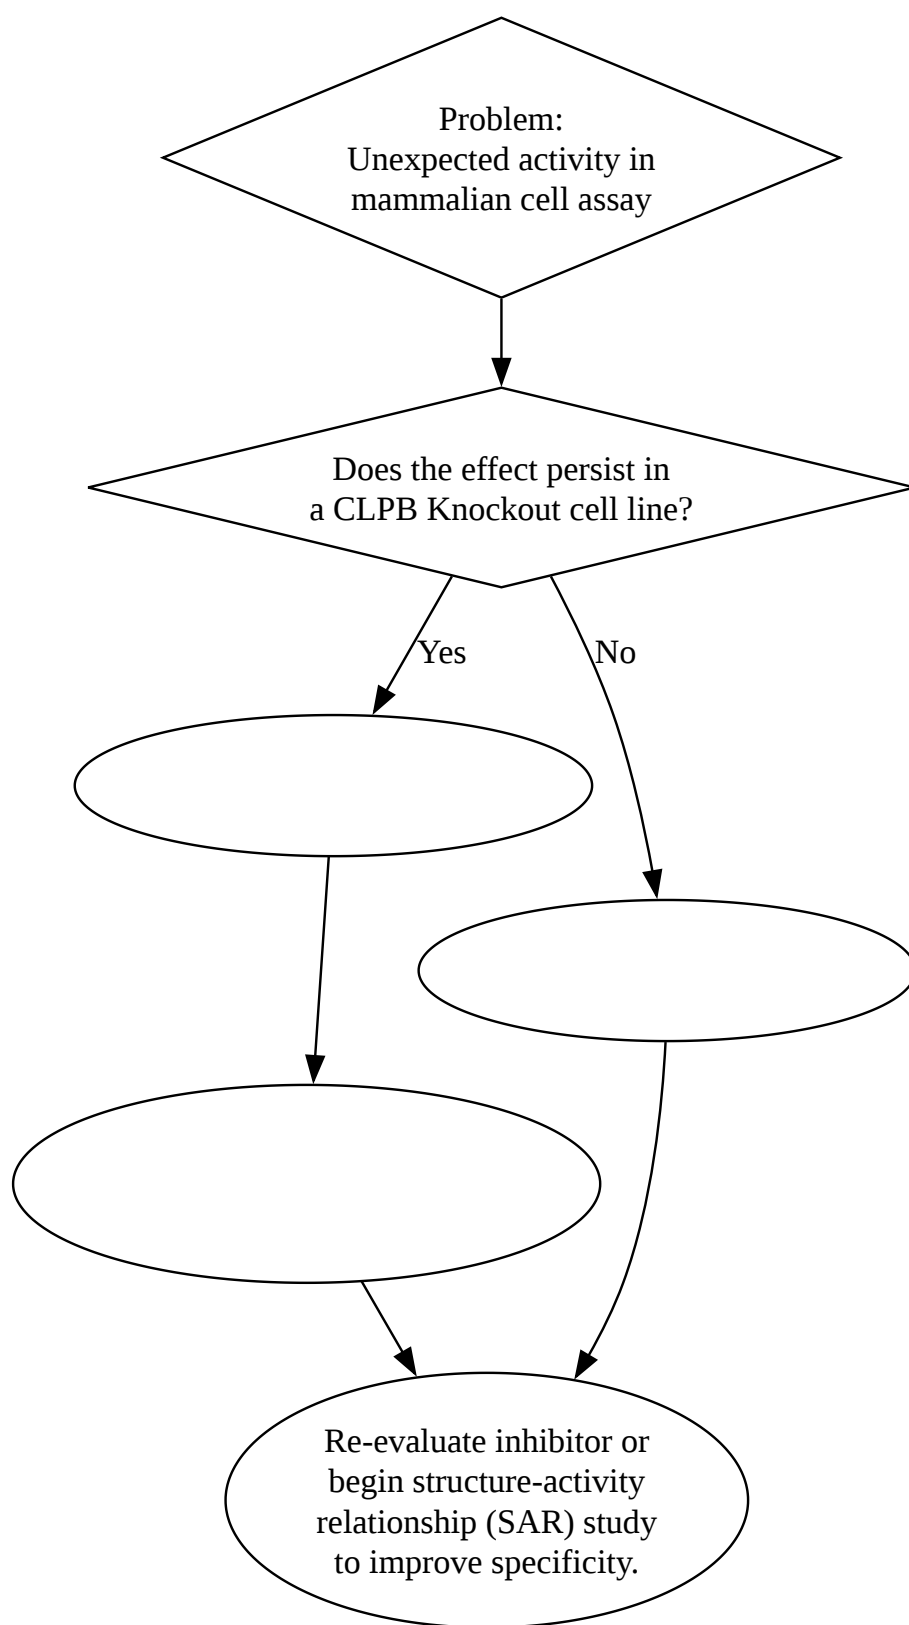 Problem:
Unexpected activity in
mammalian cell assay
Does the effect persist in
a CLPB Knockout cell line?
Yes
No
Re-evaluate inhibitor or
begin structure-activity
relationship (SAR) study
to improve specificity.